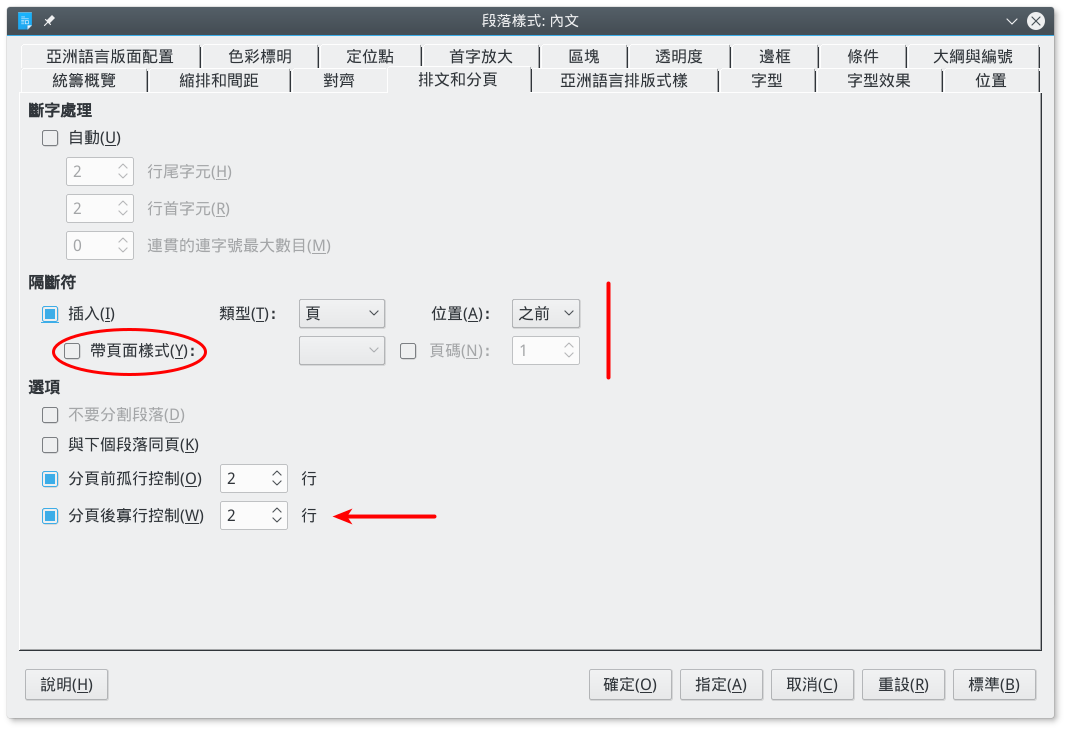 段落樣式: 內文
亞洲語言版面配置 色彩標明 定位點 首字放大 區塊 透明度 邊框 條件 大綱與編號
統籌概覽 縮排和間距 對齊 排文和分頁 亞洲語言排版式樣 字型 字型效果 位置
斷字處理
自動(U)
2 行尾字元(H)
2 行首字元(R)
0 連貫的連字號最大數目(M)
隔斷符
插入(I) 類型(T): 頁 位置(A): 之前
帶頁面樣式(Y): 頁碼(N): 1
選項
不要分割段落(D)
與下個段落同頁(K)
分頁前孤行控制(O) 2 行
分頁後寡行控制(W) 2 行
說明(H) 確定(O) 指定(A) 取消(C) 重設(R) 標準(B)